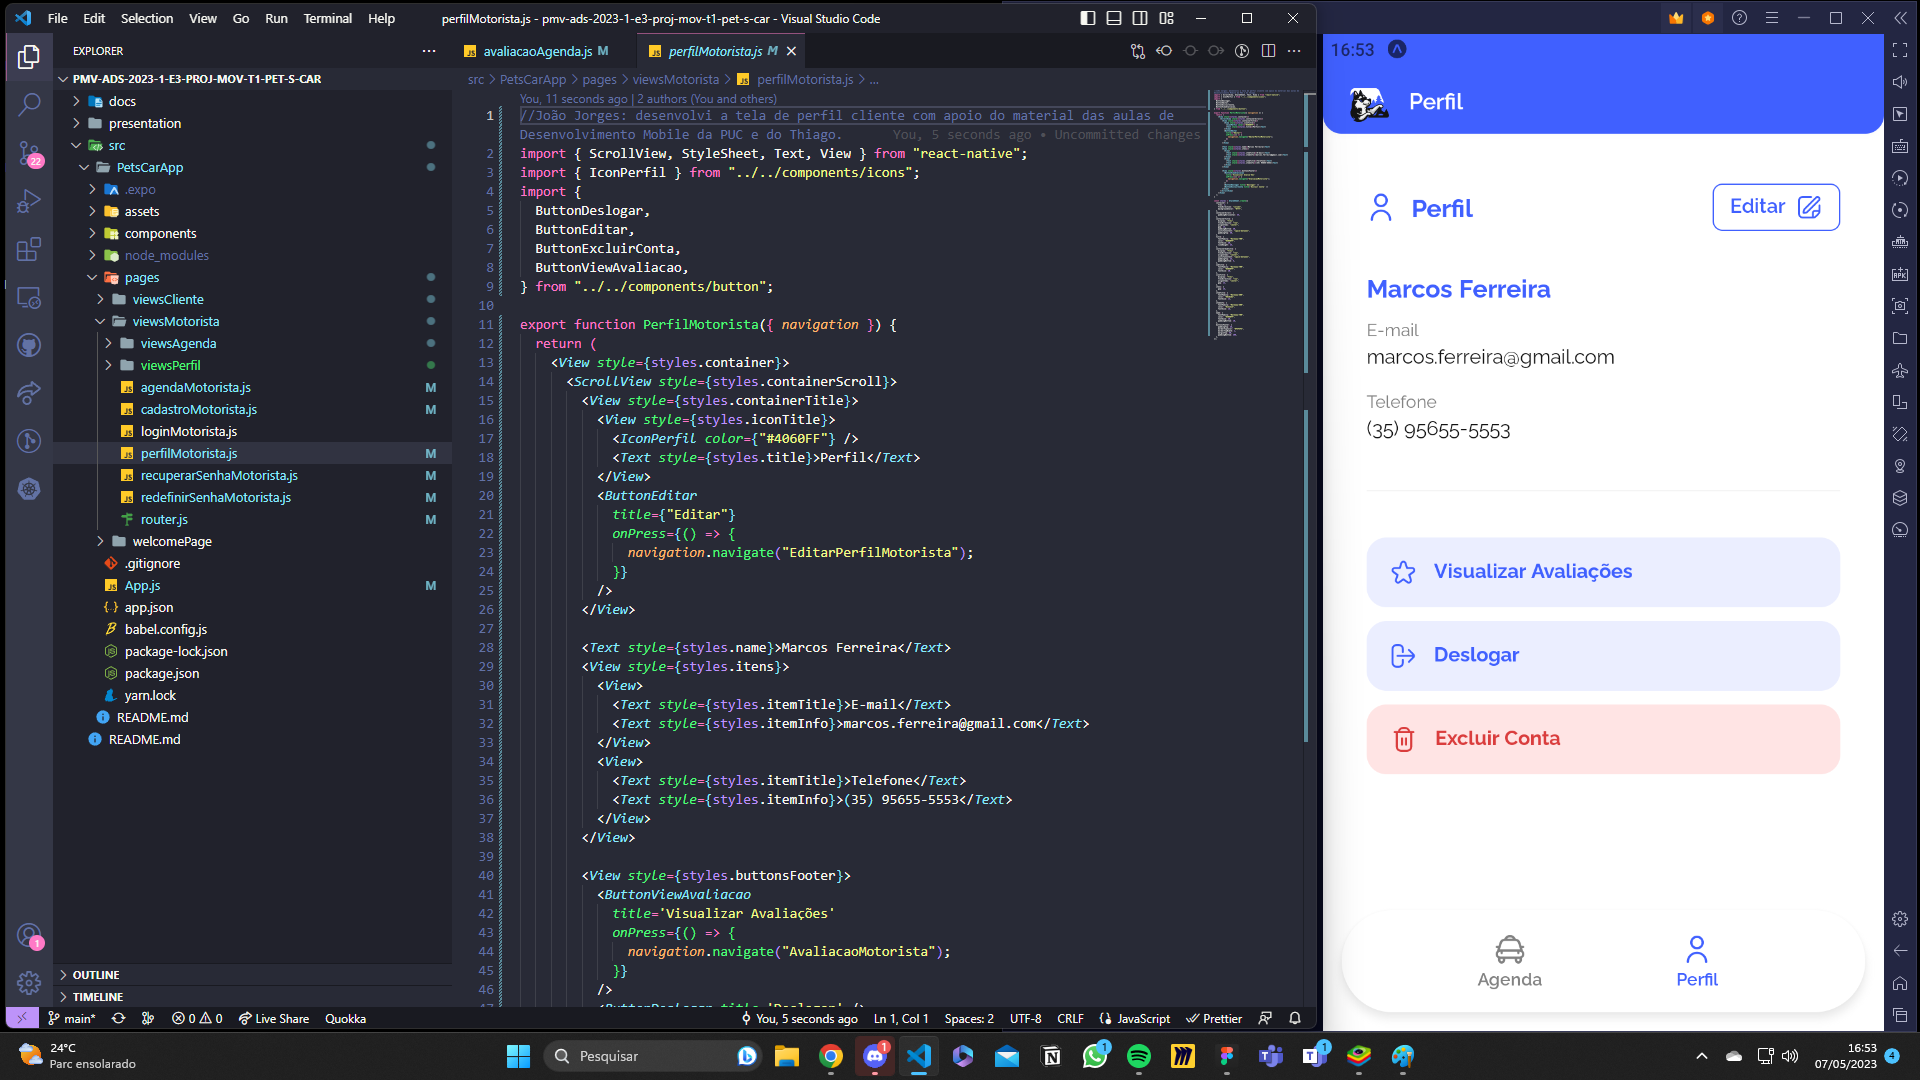 File Edit Selection View Go Run Terminal Help
perfilMotorista.js - pmv-ads-2023-1-e3-proj-mov-t1-pet-s-car - Visual Studio Code
EXPLORER
PMV-ADS-2023-1-E3-PROJ-MOV-T1-PET-S-CAR
docs
presentation
src
PetsCarApp
.expo
assets
components
node_modules
pages
viewsCliente
viewsMotorista
viewsAgenda
viewsPerfil
agendaMotorista.js M
cadastroMotorista.js M
loginMotorista.js
perfilMotorista.js M
recuperarSenhaMotorista.js M
redefinirSenhaMotorista.js M
router.js M
welcomePage
.gitignore
App.js M
app.json
babel.config.js
package-lock.json
package.json
yarn.lock
README.md
README.md
OUTLINE
TIMELINE
22
1
avaliacaoAgenda.js M
perfilMotorista.js M
src > PetsCarApp > pages > viewsMotorista > perfilMotorista.js > ...
You, 11 seconds ago | 2 authors (You and others)
1 //João Jorges: desenvolvi a tela de perfil cliente com apoio do material das aulas de
Desenvolvimento Mobile da PUC e do Thiago. You, 5 seconds ago • Uncommitted changes
2 import { ScrollView, StyleSheet, Text, View } from "react-native";
3 import { IconPerfil } from "../../components/icons";
4 import {
5 ButtonDeslogar,
6 ButtonEditar,
7 ButtonExcluirConta,
8 ButtonViewAvaliacao,
9 } from "../../components/button";
10
11 export function PerfilMotorista({ navigation }) {
12 return (
13 <View style={styles.container}>
14 <ScrollView style={styles.containerScroll}>
15 <View style={styles.containerTitle}>
16 <View style={styles.iconTitle}>
17 <IconPerfil color={"#4060FF"} />
18 <Text style={styles.title}>Perfil</Text>
19 </View>
20 <ButtonEditar
21 title={"Editar"}
22 onPress={() => {
23 navigation.navigate("EditarPerfilMotorista");
24 }}
25 />
26 </View>
27
28 <Text style={styles.name}>Marcos Ferreira</Text>
29 <View style={styles.itens}>
30 <View>
31 <Text style={styles.itemTitle}>E-mail</Text>
32 <Text style={styles.itemInfo}>marcos.ferreira@gmail.com</Text>
33 </View>
34 <View>
35 <Text style={styles.itemTitle}>Telefone</Text>
36 <Text style={styles.itemInfo}>(35) 95655-5553</Text>
37 </View>
38 </View>
39
40 <View style={styles.buttonsFooter}>
41 <ButtonViewAvaliacao
42 title='Visualizar Avaliações'
43 onPress={() => {
44 navigation.navigate("AvaliacaoMotorista");
45 }}
46 />
47 <ButtonDeslogar title='Deslogar' />
main* 0 0 Live Share Quokka
You, 5 seconds ago Ln 1, Col 1 Spaces: 2 UTF-8 CRLF JavaScript Prettier
16:53
Perfil
Perfil
Editar
Marcos Ferreira
E-mail
marcos.ferreira@gmail.com
Telefone
(35) 95655-5553
Visualizar Avaliações
Deslogar
Excluir Conta
Agenda
Perfil
24°C
Parc ensolarado
Pesquisar
1
1
1
16:53
07/05/2023
4